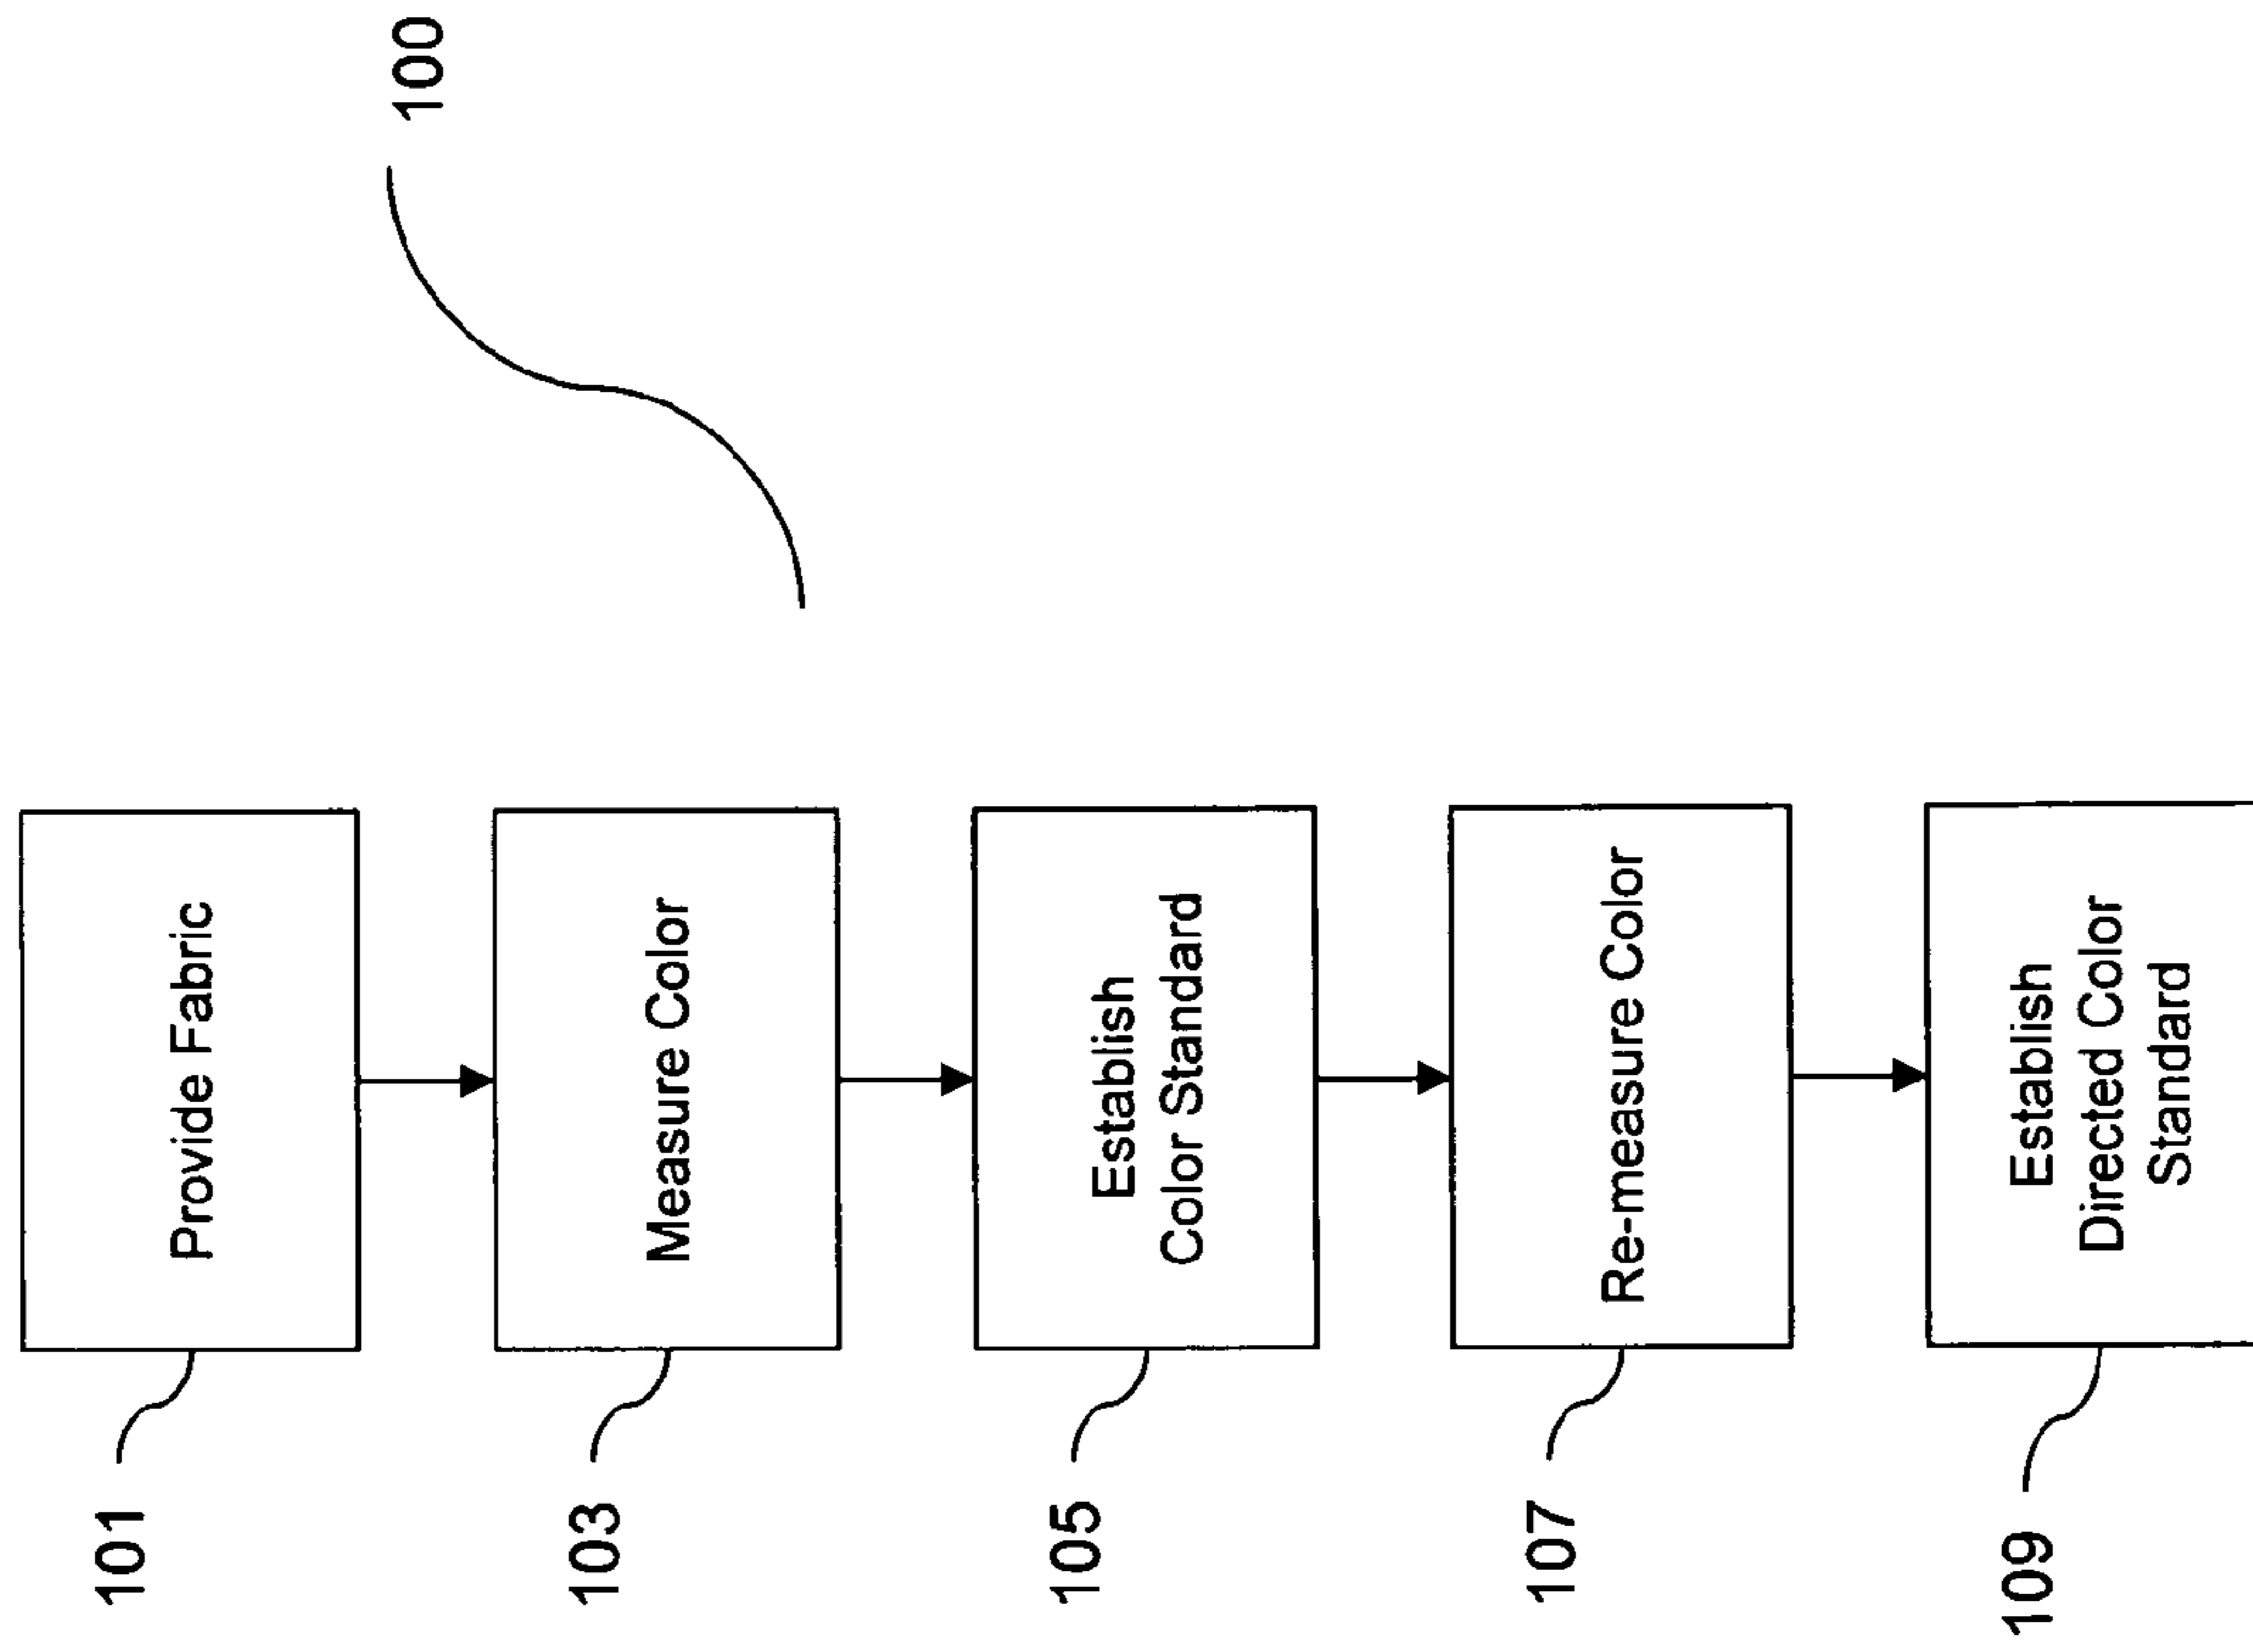 100
101
Provide Fabric
103
Measure Color
105
Establish
Color Standard
107
Re-measure Color
109
Establish
Directed Color
Standard